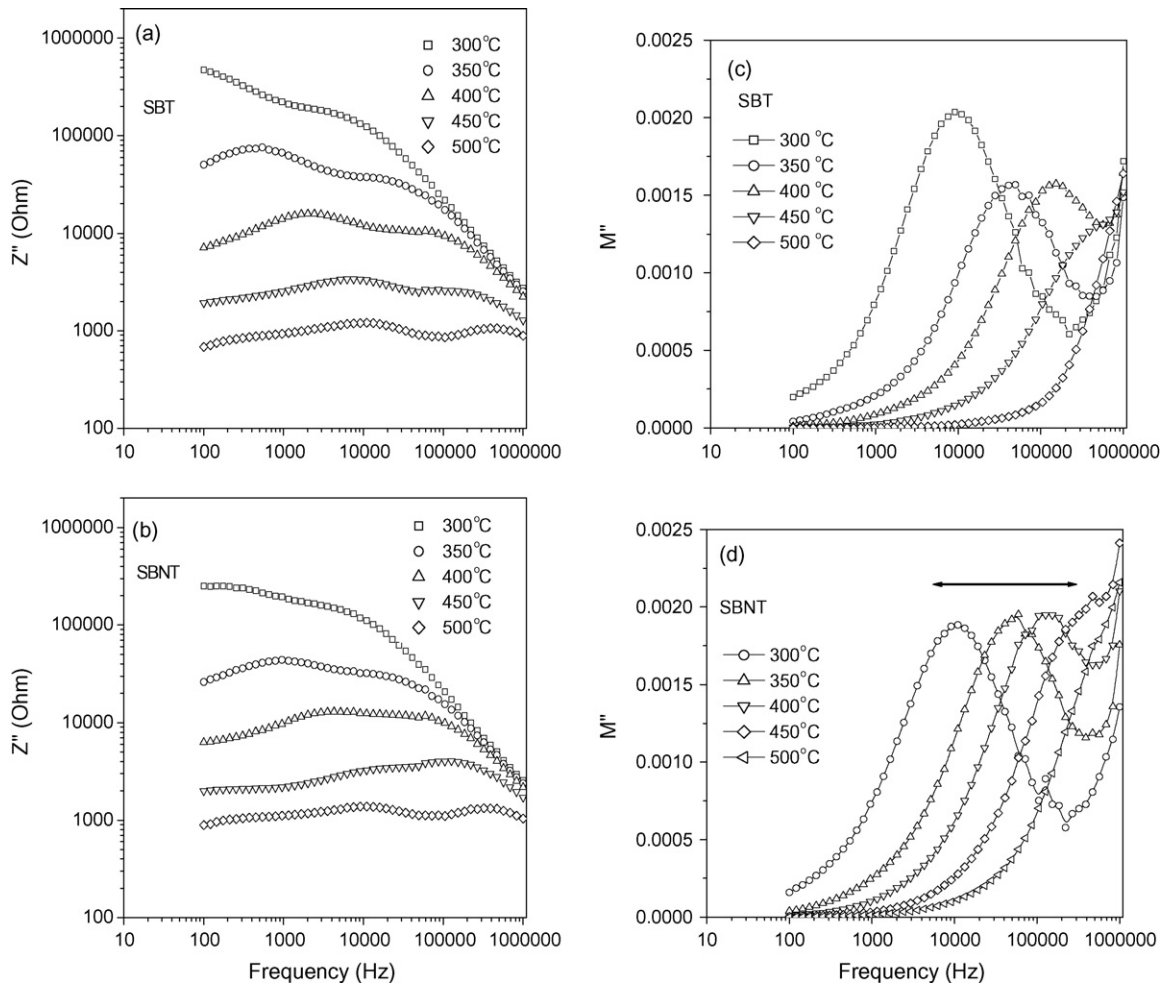 (a)
Z" (Ohm)
1000000
100000
10000
1000
100
SBT
300°C
350°C
400°C
450°C
500°C
10 100 1000 10000 100000 1000000
(c)
M"
0.0025
0.0020
0.0015
0.0010
0.0005
0.0000
SBT
300 °C
350 °C
400 °C
450 °C
500 °C
10 100 1000 10000 100000 1000000
(b)
Z" (Ohm)
1000000
100000
10000
1000
100
SBNT
300°C
350°C
400°C
450°C
500°C
10 100 1000 10000 100000 1000000
Frequency (Hz)
(d)
M"
0.0025
0.0020
0.0015
0.0010
0.0005
0.0000
SBNT
300°C
350°C
400°C
450°C
500°C
10 100 1000 10000 100000 1000000
Frequency (Hz)